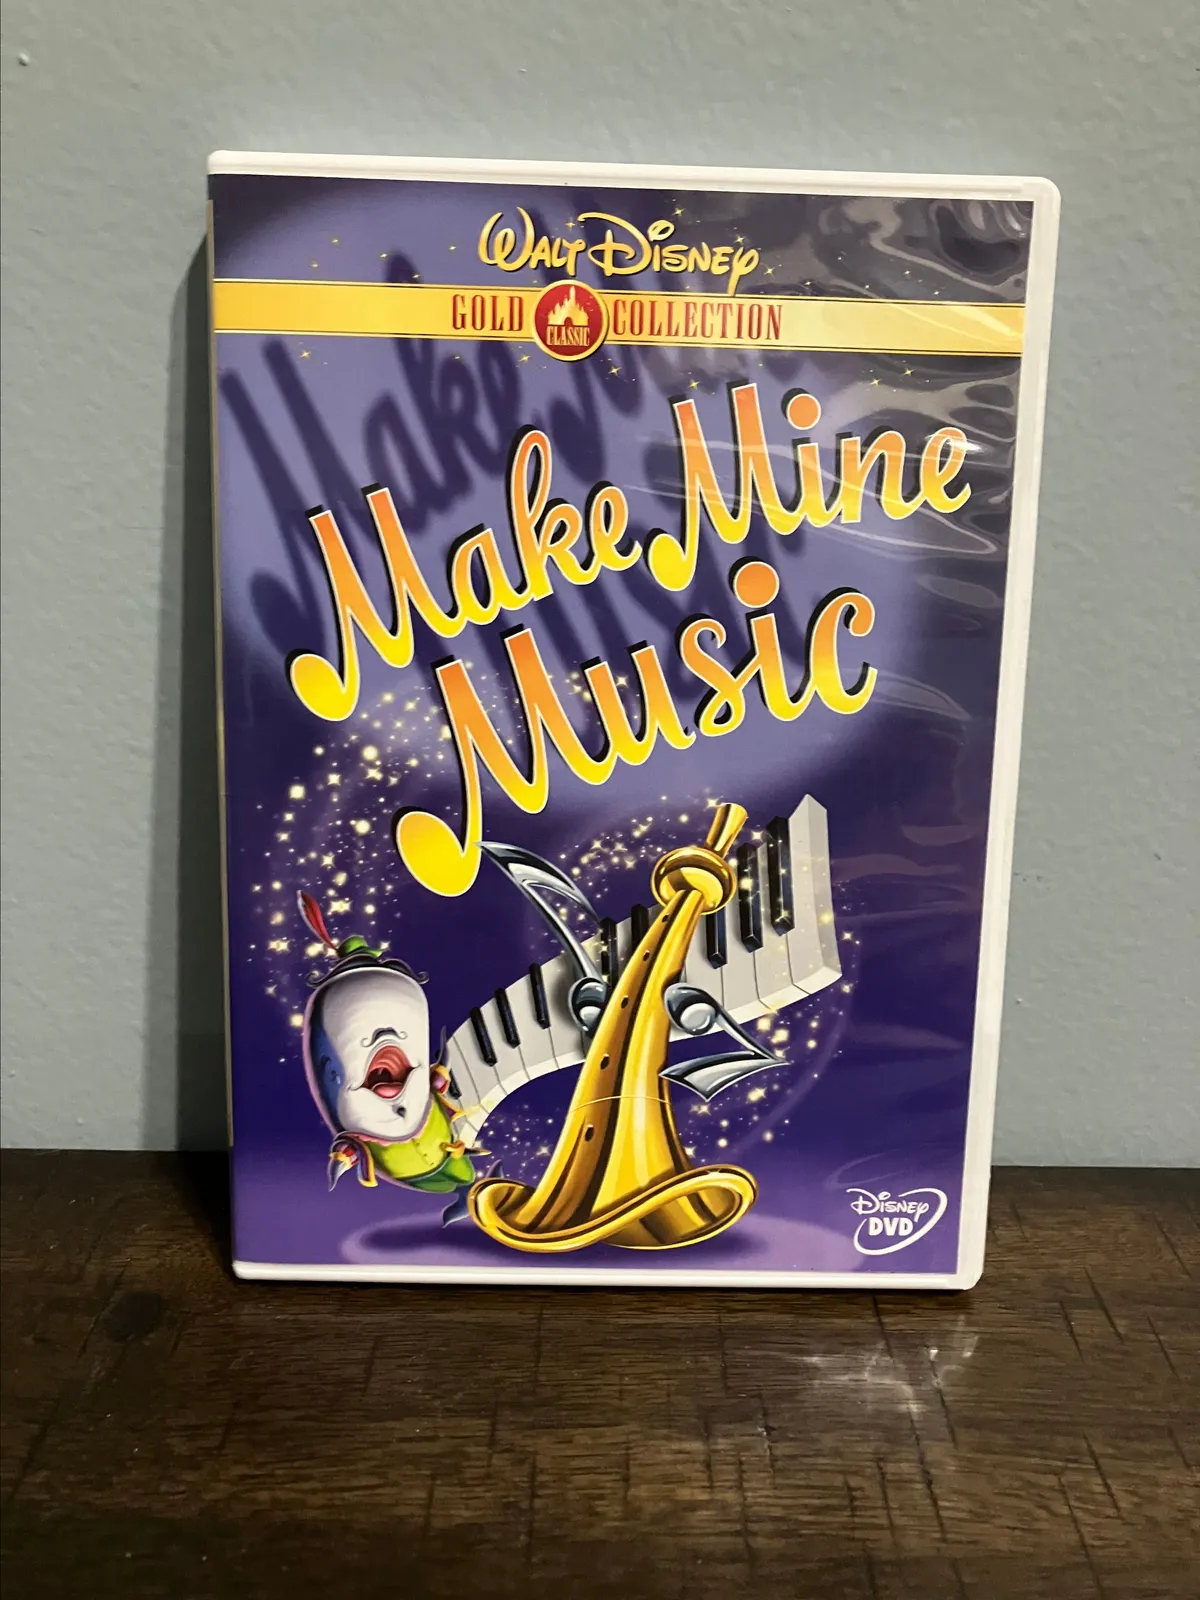 Walt Disney
GOLD CLASSIC COLLECTION
Make Mine
Music
Disney
DVD